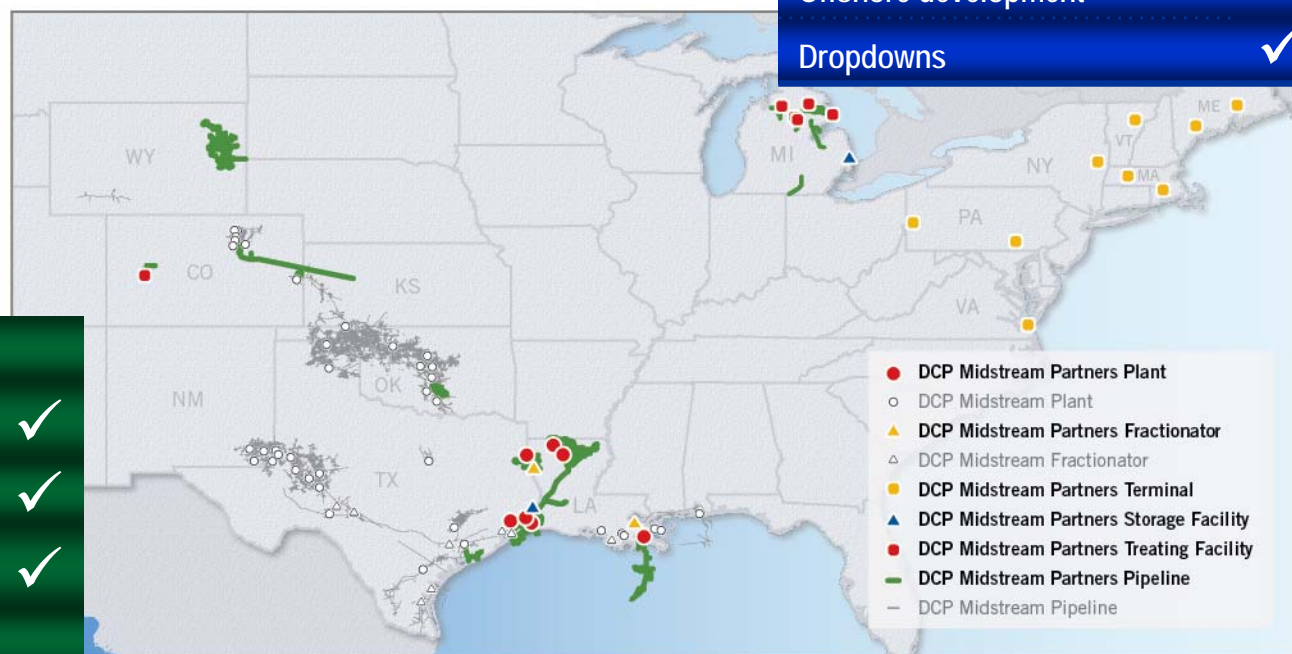 Offshore development
Dropdowns
WY
MI
ME
VT
NY
MA
PA
CO
KS
VA
OK
NM
TX
LA
DCP Midstream Partners Plant
DCP Midstream Plant
DCP Midstream Partners Fractionator
DCP Midstream Fractionator
DCP Midstream Partners Terminal
DCP Midstream Partners Storage Facility
DCP Midstream Partners Treating Facility
DCP Midstream Partners Pipeline
DCP Midstream Pipeline